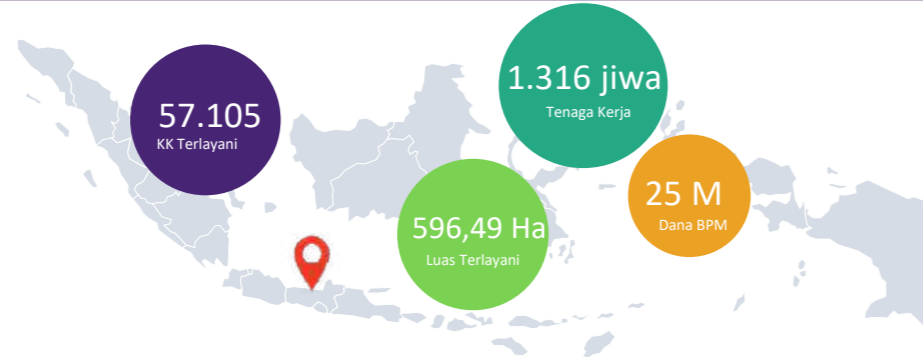 57.105
KK Terlayani
1.316 jiwa
Tenaga Kerja
596,49 Ha
Luas Terlayani
25 M
Dana BPM